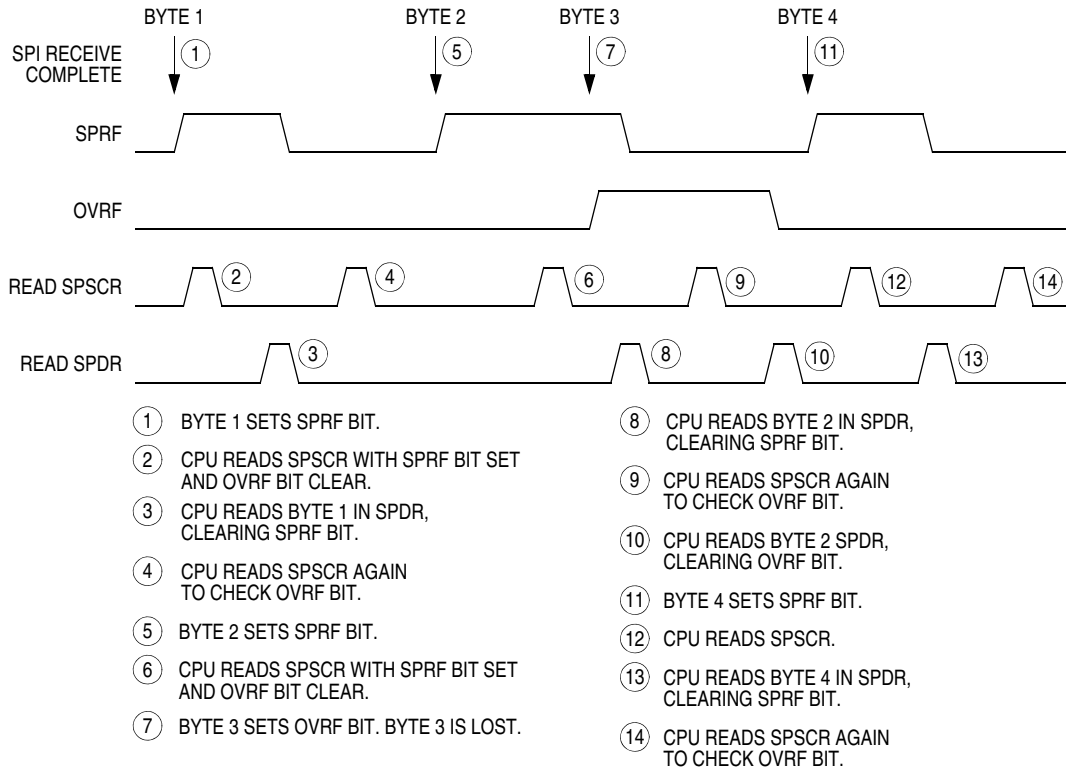 BYTE 1 BYTE 2 BYTE 3 BYTE 4
SPI RECEIVE
COMPLETE
1 5 7 11
SPRF
OVRF
READ SPSCR
2 4 6 9 12 14
READ SPDR
3 8 10 13
1 BYTE 1 SETS SPRF BIT.
2 CPU READS SPSCR WITH SPRF BIT SET
AND OVRF BIT CLEAR.
3 CPU READS BYTE 1 IN SPDR,
CLEARING SPRF BIT.
4 CPU READS SPSCR AGAIN
TO CHECK OVRF BIT.
5 BYTE 2 SETS SPRF BIT.
6 CPU READS SPSCR WITH SPRF BIT SET
AND OVRF BIT CLEAR.
7 BYTE 3 SETS OVRF BIT. BYTE 3 IS LOST.
8 CPU READS BYTE 2 IN SPDR,
CLEARING SPRF BIT.
9 CPU READS SPSCR AGAIN
TO CHECK OVRF BIT.
10 CPU READS BYTE 2 SPDR,
CLEARING OVRF BIT.
11 BYTE 4 SETS SPRF BIT.
12 CPU READS SPSCR.
13 CPU READS BYTE 4 IN SPDR,
CLEARING SPRF BIT.
14 CPU READS SPSCR AGAIN
TO CHECK OVRF BIT.